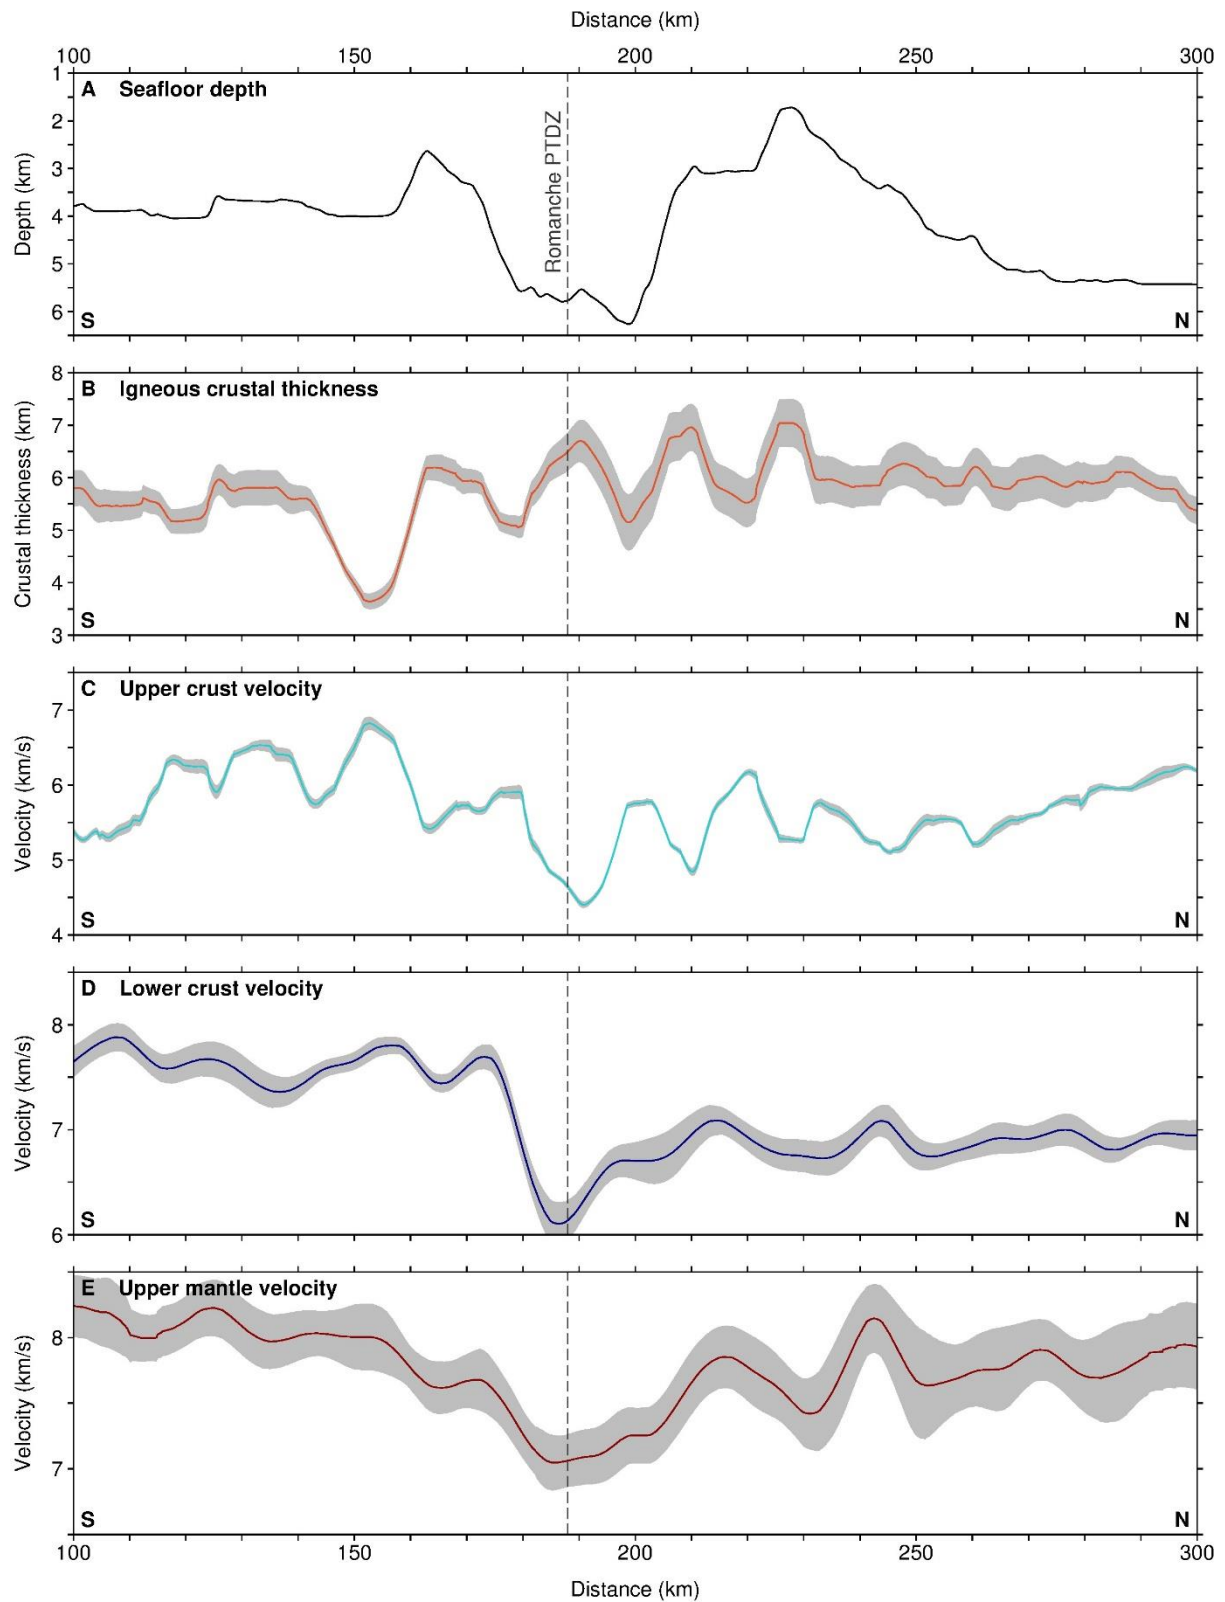 Distance (km)
100 150 200 250 300
A Seafloor depth
Romanche PTDZ
Depth (km)
1
2
3
4
5
6
S N
B Igneous crustal thickness
Crustal thickness (km)
8
7
6
5
4
3
S N
C Upper crust velocity
Velocity (km/s)
7
6
5
4
S N
D Lower crust velocity
Velocity (km/s)
8
7
6
S N
E Upper mantle velocity
Velocity (km/s)
8
7
S N
100 150 200 250 300
Distance (km)